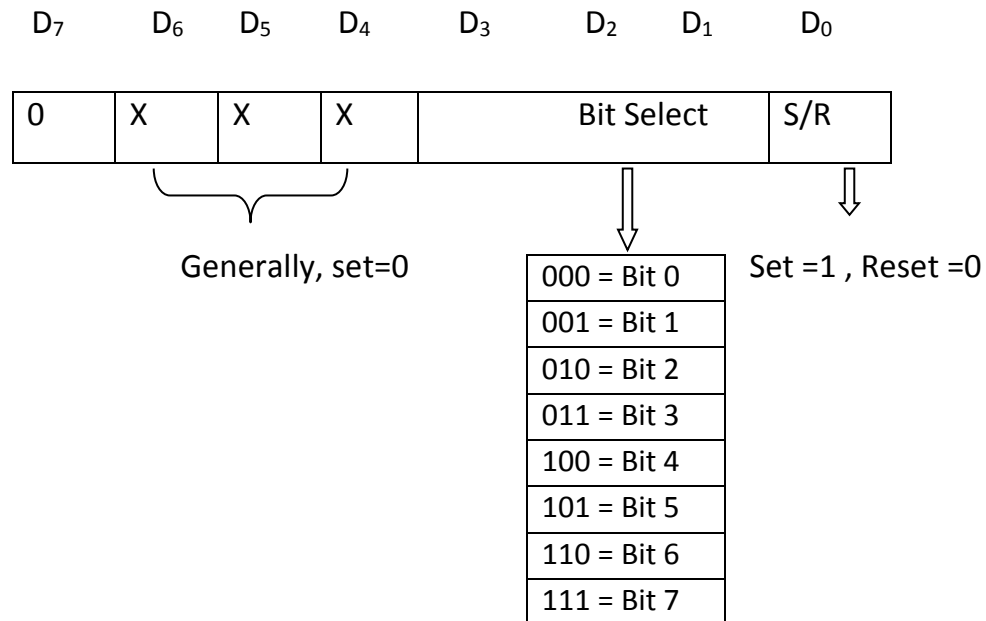 D₇ D₆ D₅ D₄ D₃ D₂ D₁ D₀
0 X X X Bit Select S/R
Generally, set=0
Set =1 , Reset =0
000 = Bit 0
001 = Bit 1
010 = Bit 2
011 = Bit 3
100 = Bit 4
101 = Bit 5
110 = Bit 6
111 = Bit 7